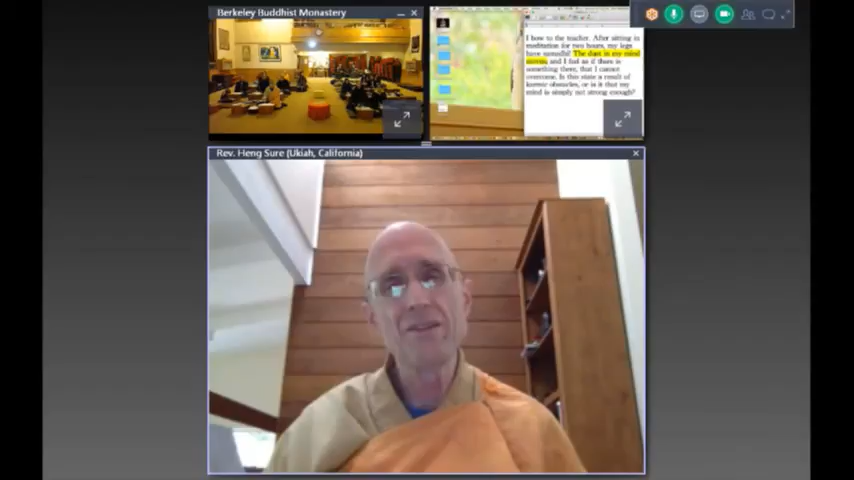 Berkeley Buddhist Monastery
I bow to the teacher. After sitting in
meditation for two hours, my legs
have The dust in my mind
and I feel as if there is
something there, that I cannot
overcome. Is this state a result of
karmic obstacles, or is it that my
mind is simply not strong enough?
Rev. Heng Sure (Ukiah, California)